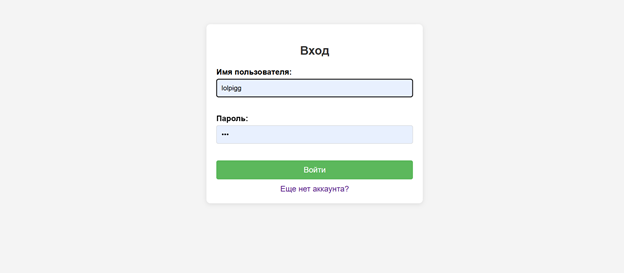 Вход
Имя пользователя:
lolpigg
Пароль:
•••
Войти
Еще нет аккаунта?